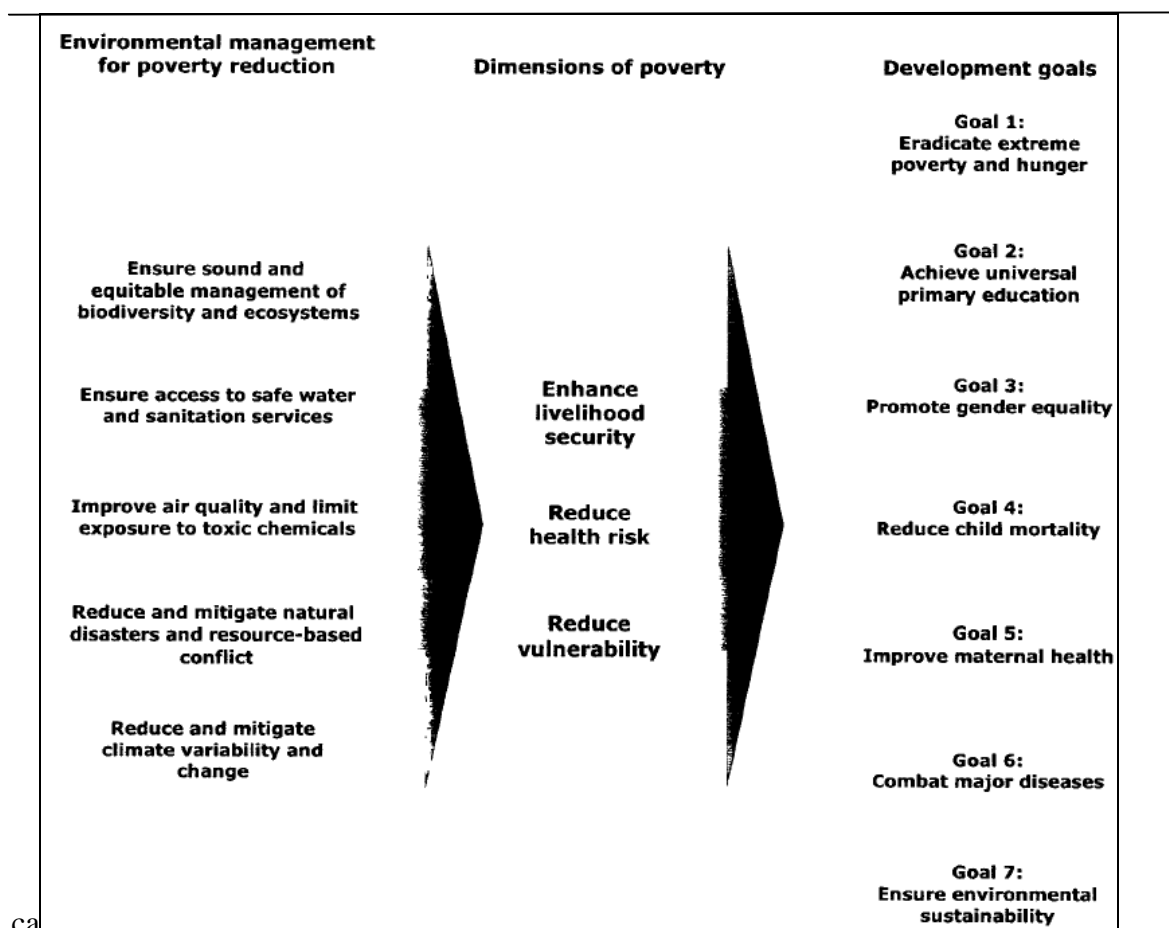 Environmental management
for poverty reduction
Dimensions of poverty
Development goals
Goal 1:
Eradicate extreme
poverty and hunger
Ensure sound and
equitable management of
biodiversity and ecosystems
Goal 2:
Achieve universal
primary education
Ensure access to safe water
and sanitation services
Enhance
livelihood
security
Goal 3:
Promote gender equality
Improve air quality and limit
exposure to toxic chemicals
Reduce
health risk
Goal 4:
Reduce child mortality
Reduce and mitigate natural
disasters and resource-based
conflict
Reduce
vulnerability
Goal 5:
Improve maternal health
Reduce and mitigate
climate variability and
change
Goal 6:
Combat major diseases
Goal 7:
Ensure environmental
sustainability
ca